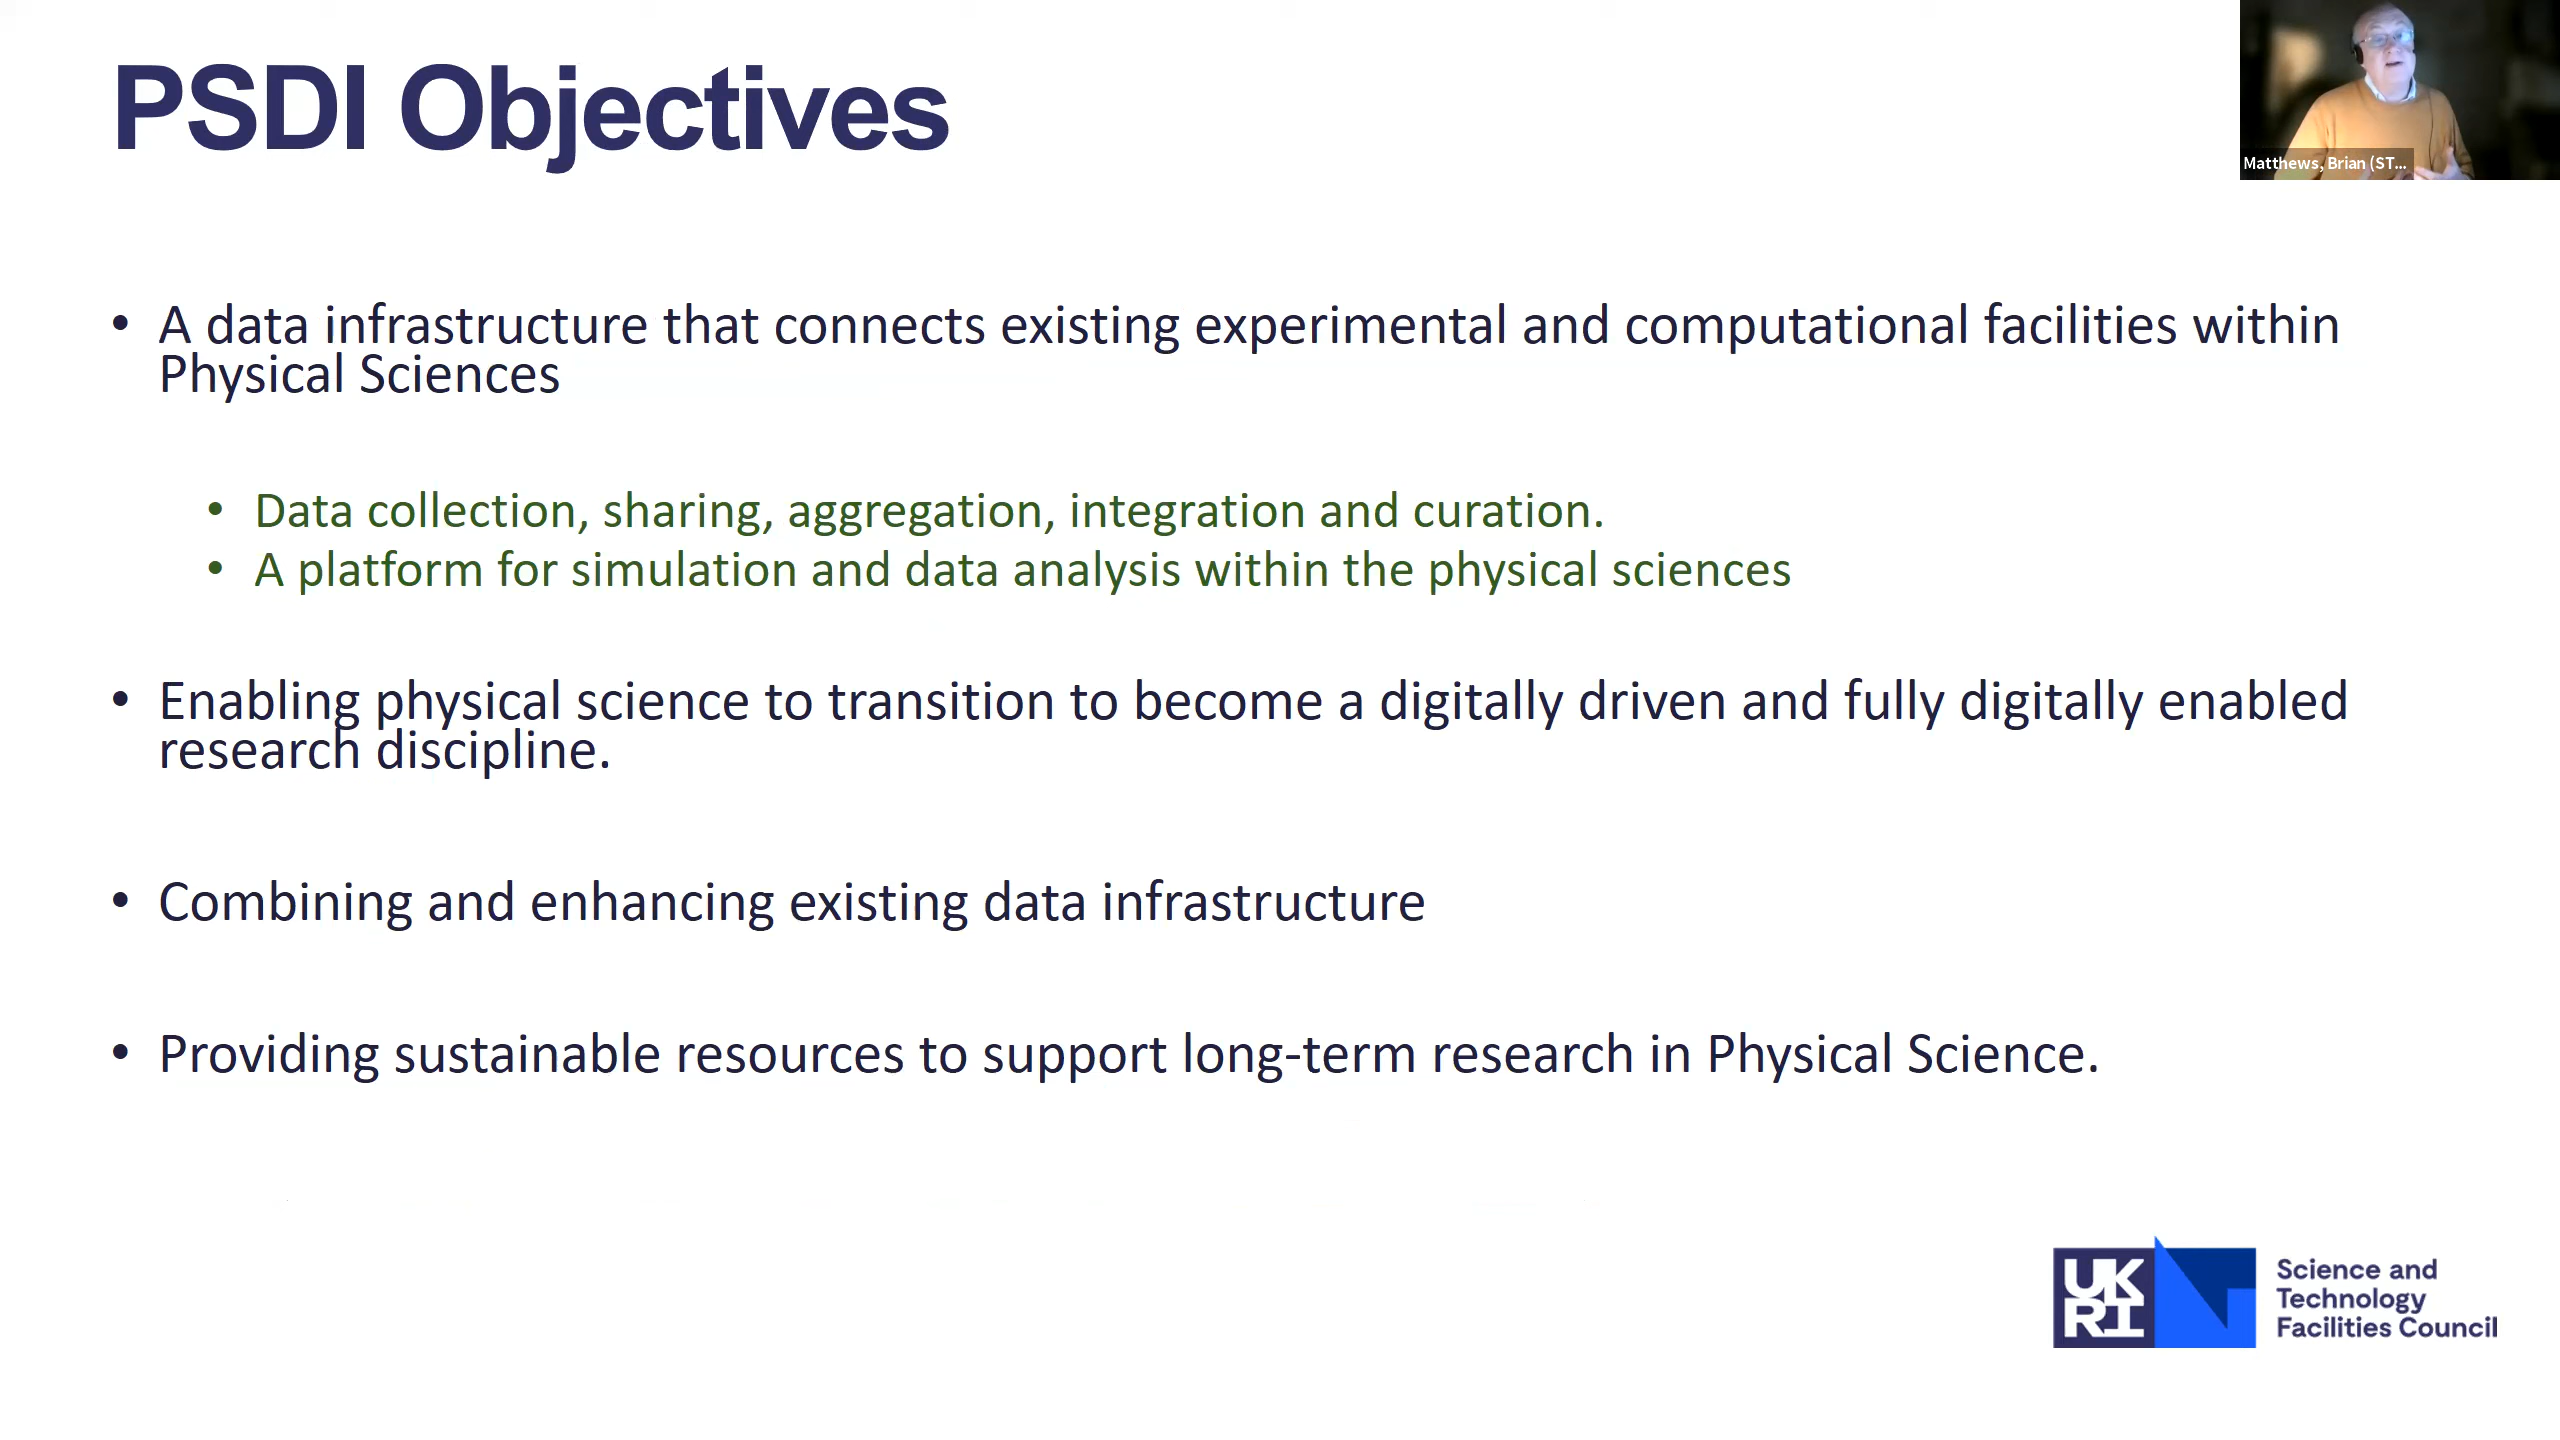 PSDI Objectives
Matthews, Brian (ST...
• A data infrastructure that connects existing experimental and computational facilities within
Physical Sciences
• Data collection, sharing, aggregation, integration and curation.
• A platform for simulation and data analysis within the physical sciences
• Enabling physical science to transition to become a digitally driven and fully digitally enabled
research discipline.
• Combining and enhancing existing data infrastructure
• Providing sustainable resources to support long-term research in Physical Science.
UK
RI
Science and
Technology
Facilities Council